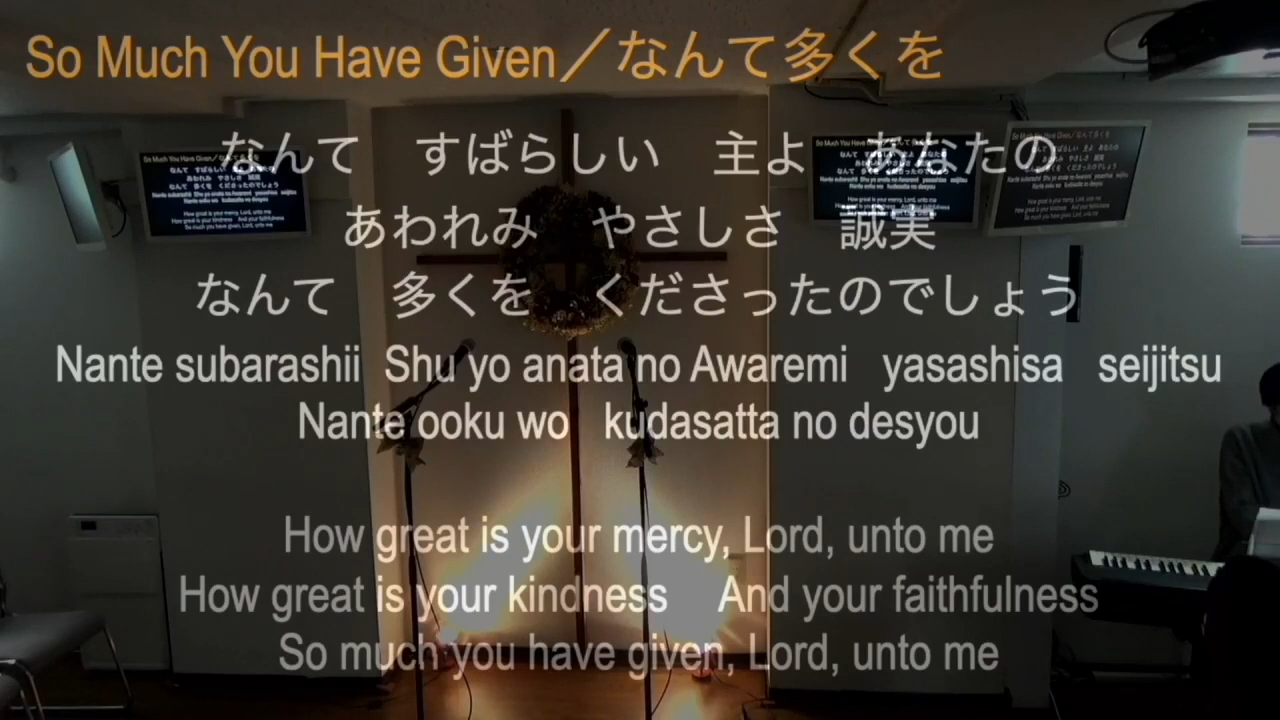 So Much You Have Given／なんて多くを
なんて　すばらしい　主よ　あなたの
あわれみ　やさしさ　誠実
なんて　多くを　くださったのでしょう
Nante subarashii Shu yo anata no Awaremi yasashisa seijitsu
Nante ooku wo kudasatta no desyou
How great is your mercy, Lord, unto me
How great is your kindness And your faithfulness
So much you have given, Lord, unto me